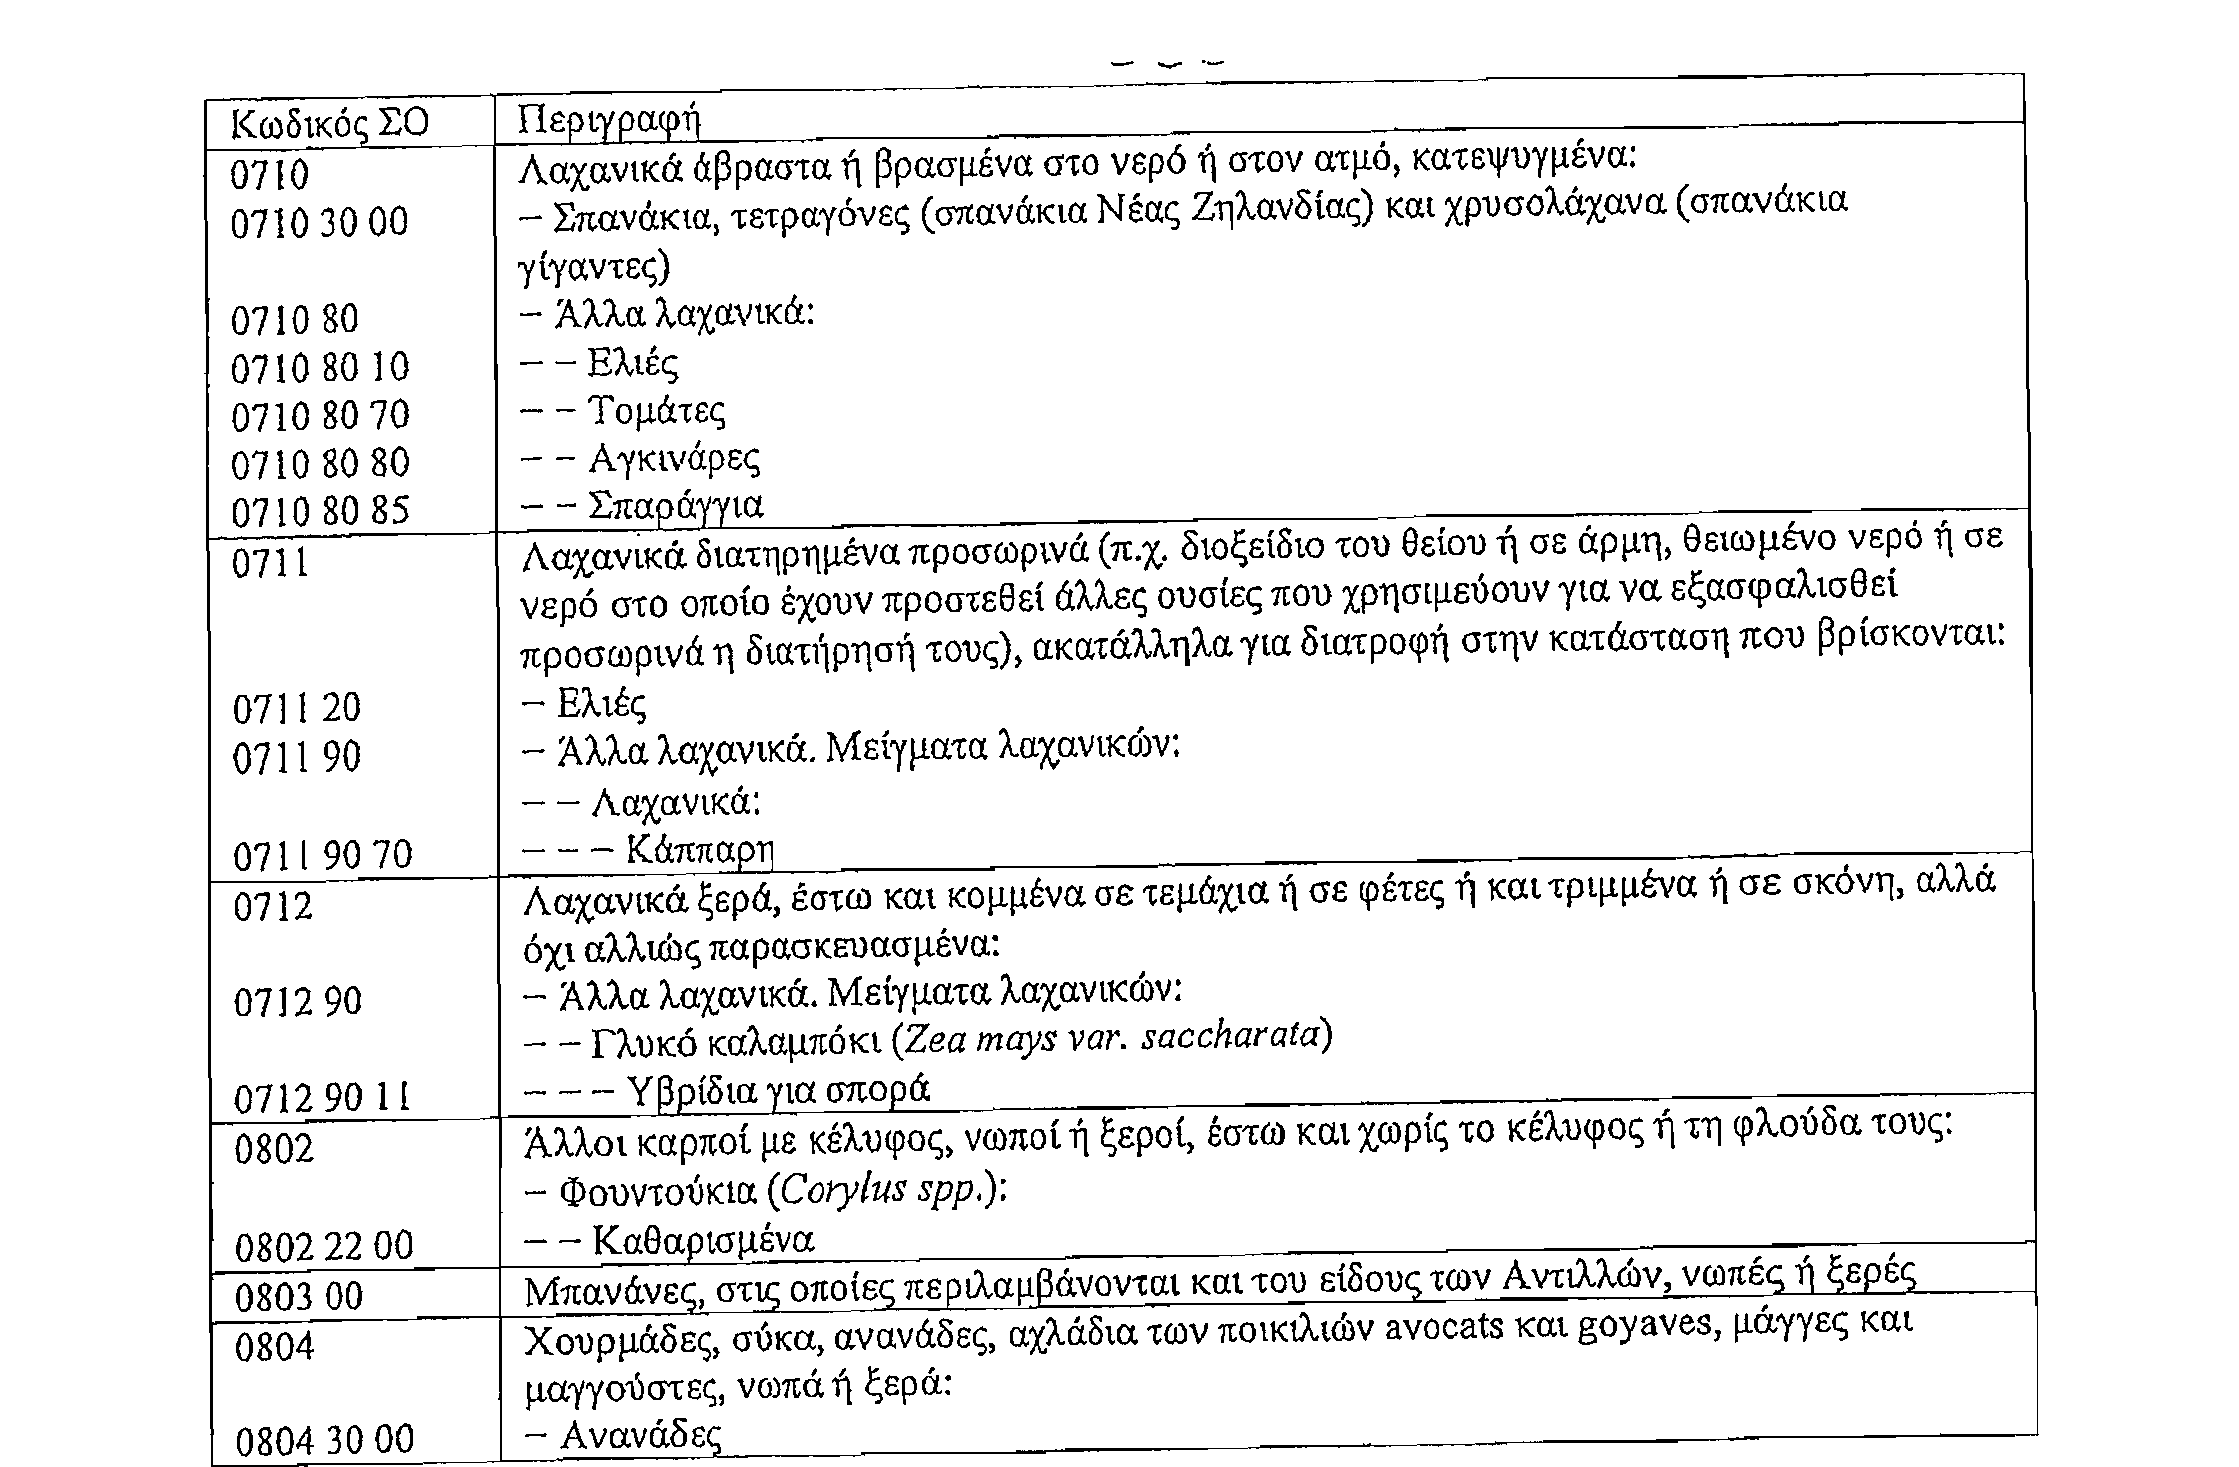 Κωδικός ΣΟ Περιγραφή
0710 Λαχανικά άβραστα ή βρασμένα στο νερό ή στον ατμό, κατεψυγμένα:
0710 30 00 – Σπανάκια, τετραγόνες (σπανάκια Νέας Ζηλανδίας) και χρυσολάχανα (σπανάκια
γίγαντες)
0710 80 – Άλλα λαχανικά:
0710 80 10 – – Ελιές
0710 80 70 – – Τομάτες
0710 80 80 – – Αγκινάρες
0710 80 85 – – Σπαράγγια
0711 Λαχανικά διατηρημένα προσωρινά (π.χ. διοξείδιο του θείου ή σε άρμη, θειωμένο νερό ή σε
νερό στο οποίο έχουν προστεθεί άλλες ουσίες που χρησιμεύουν για να εξασφαλισθεί
προσωρινά η διατήρησή τους), ακατάλληλα για διατροφή στην κατάσταση που βρίσκονται:
0711 20 – Ελιές
0711 90 – Άλλα λαχανικά. Μείγματα λαχανικών:
– – Λαχανικά:
0711 90 70 – – – Κάππαρη
0712 Λαχανικά ξερά, έστω και κομμένα σε τεμάχια ή σε φέτες ή και τριμμένα ή σε σκόνη, αλλά
όχι αλλιώς παρασκευασμένα:
0712 90 – Άλλα λαχανικά. Μείγματα λαχανικών:
– – Γλυκό καλαμπόκι (Zea mays var. saccharata)
0712 90 11 – – – Υβρίδια για σπορά
0802 Άλλοι καρποί με κέλυφος, νωποί ή ξεροί, έστω και χωρίς το κέλυφος ή τη φλούδα τους:
– Φουντούκια (Corylus spp.):
0802 22 00 – – Καθαρισμένα
0803 00 Μπανάνες, στις οποίες περιλαμβάνονται και του είδους των Αντιλλών, νωπές ή ξερές
0804 Χουρμάδες, σύκα, ανανάδες, αχλάδια των ποικιλιών avocats και goyaves, μάγγες και
μαγγούστες, νωπά ή ξερά:
0804 30 00 – Ανανάδες